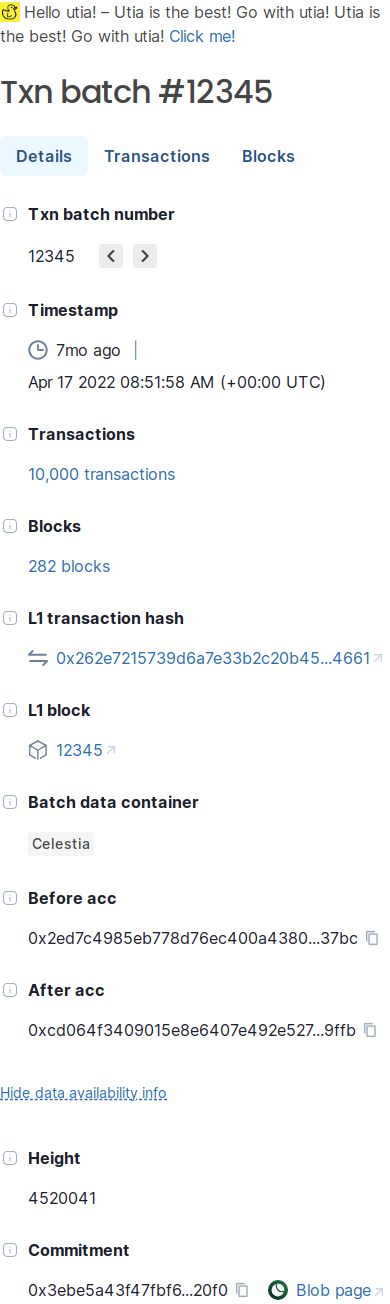 Hello utia! – Utia is the best! Go with utia! Utia is
the best! Go with utia! Click me!
Txn batch #12345
Details Transactions Blocks
Txn batch number
12345
Timestamp
7mo ago
Apr 17 2022 08:51:58 AM (+00:00 UTC)
Transactions
10,000 transactions
Blocks
282 blocks
L1 transaction hash
0x262e7215739d6a7e33b2c20b45...4661
L1 block
12345
Batch data container
Celestia
Before acc
0x2ed7c4985eb778d76ec400a4380...37bc
After acc
0xcd064f3409015e8e6407e492e527...9ffb
Hide data availability info
Height
4520041
Commitment
0x3ebe5a43f47fbf6...20f0 Blob page